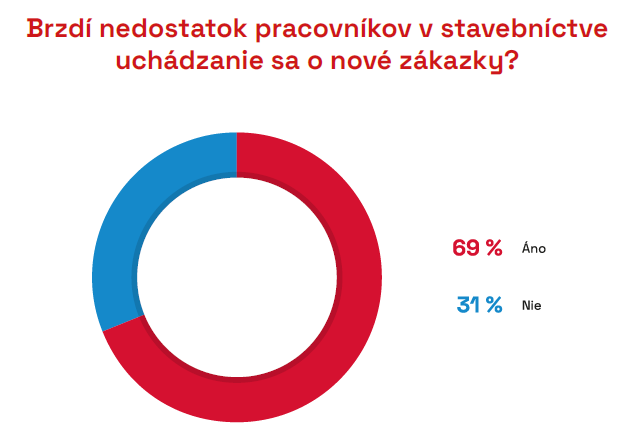 Brzdí nedostatok pracovníkov v stavebníctve
uchádzanie sa o nové zákazky?
69 % Áno
31 % Nie